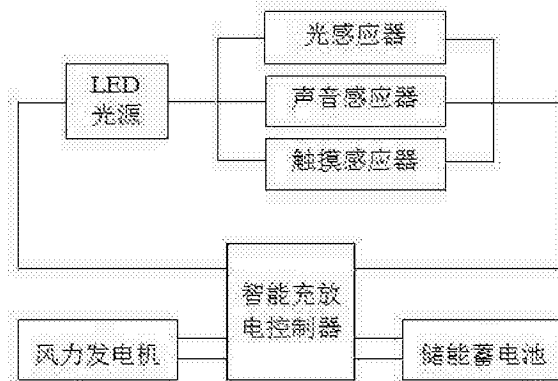 光感应器
LED
光源
声音感应器
触摸感应器
智能充放
电控制器
风力发电机
储能蓄电池